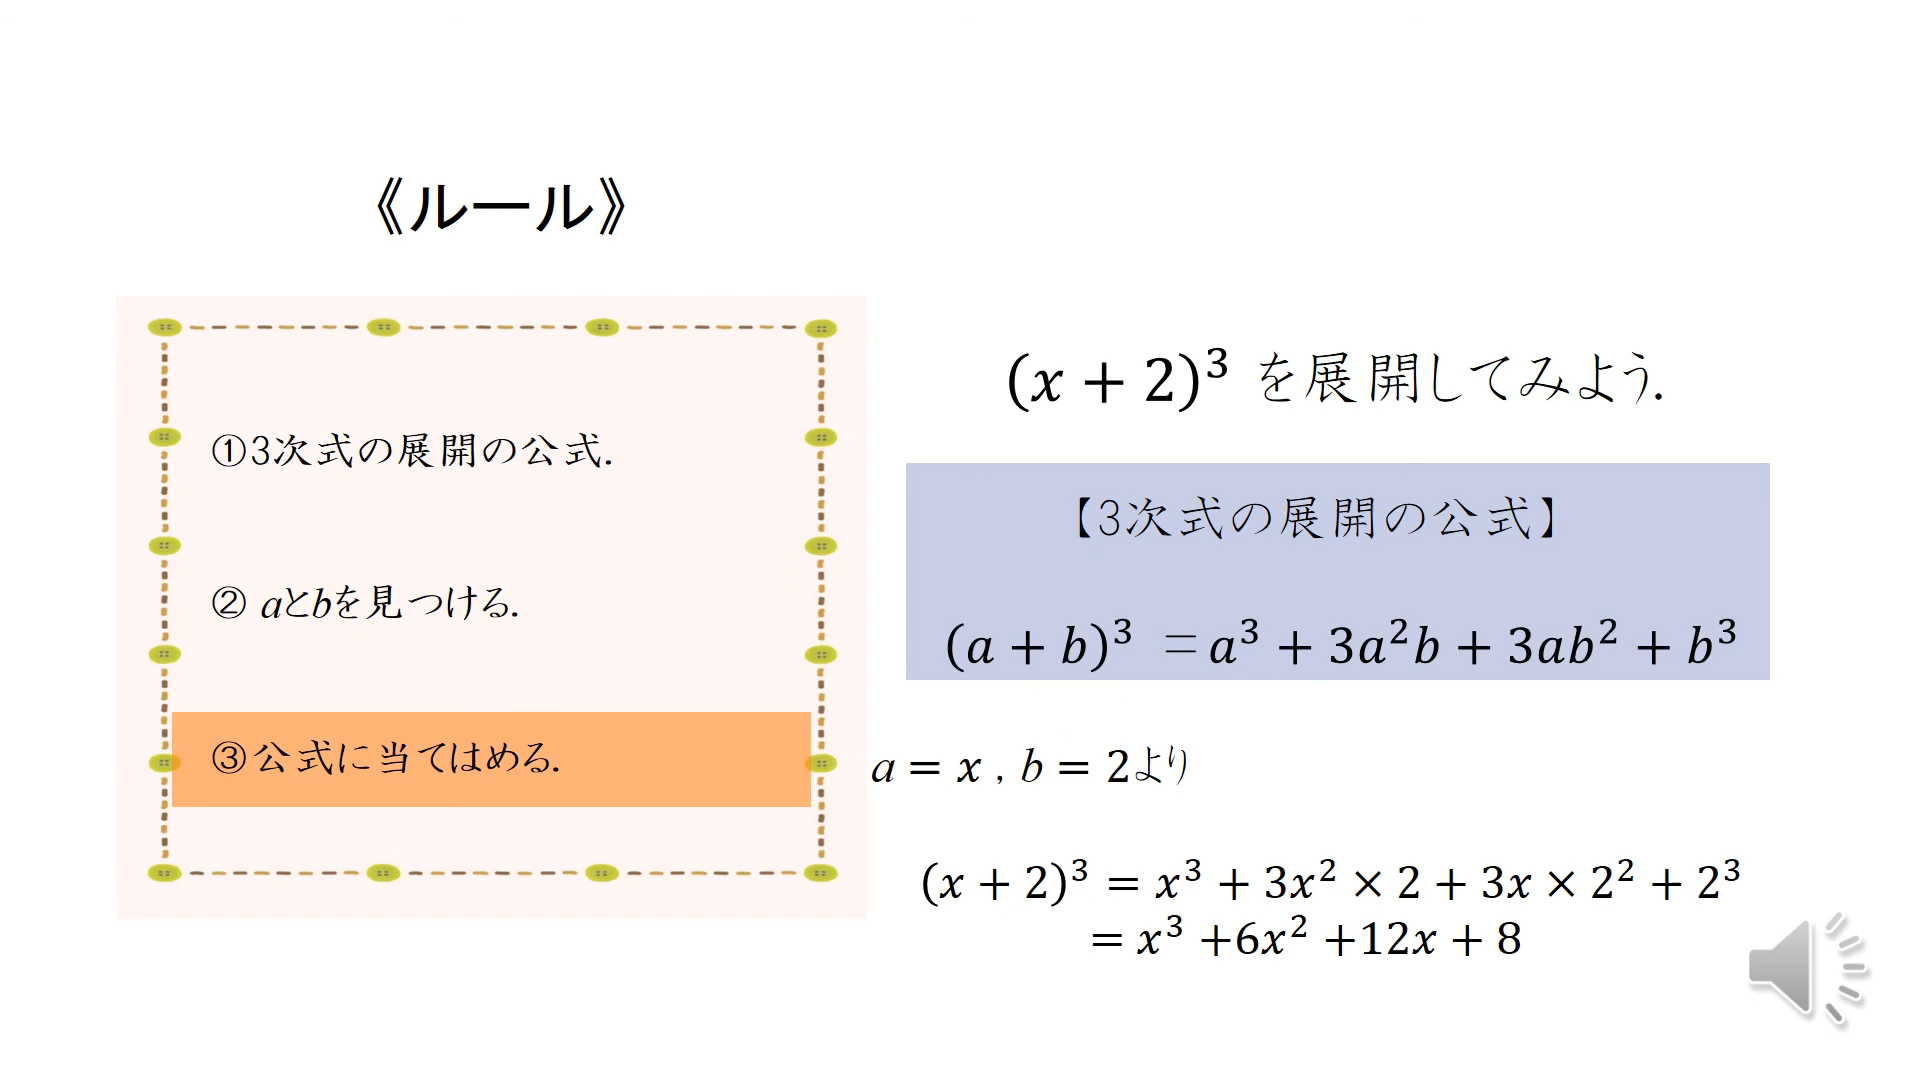 《ルール》
①3次式の展開の公式.
② aとbを見つける.
③公式に当てはめる.
(x + 2)³ を展開してみよう.
【3次式の展開の公式】
(a + b)³ ＝a³ + 3a²b + 3ab² + b³
a = x , b = 2より
(x + 2)³ = x³ + 3x² × 2 + 3x × 2² + 2³
= x³ +6x² +12x + 8